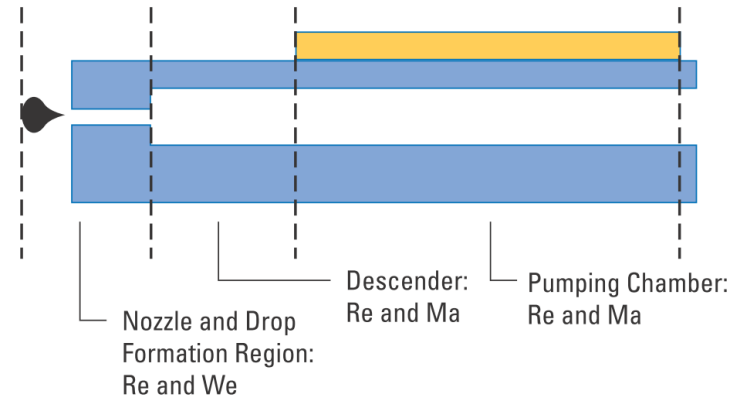 Nozzle and Drop
Formation Region:
Re and We
Descender:
Re and Ma
Pumping Chamber:
Re and Ma